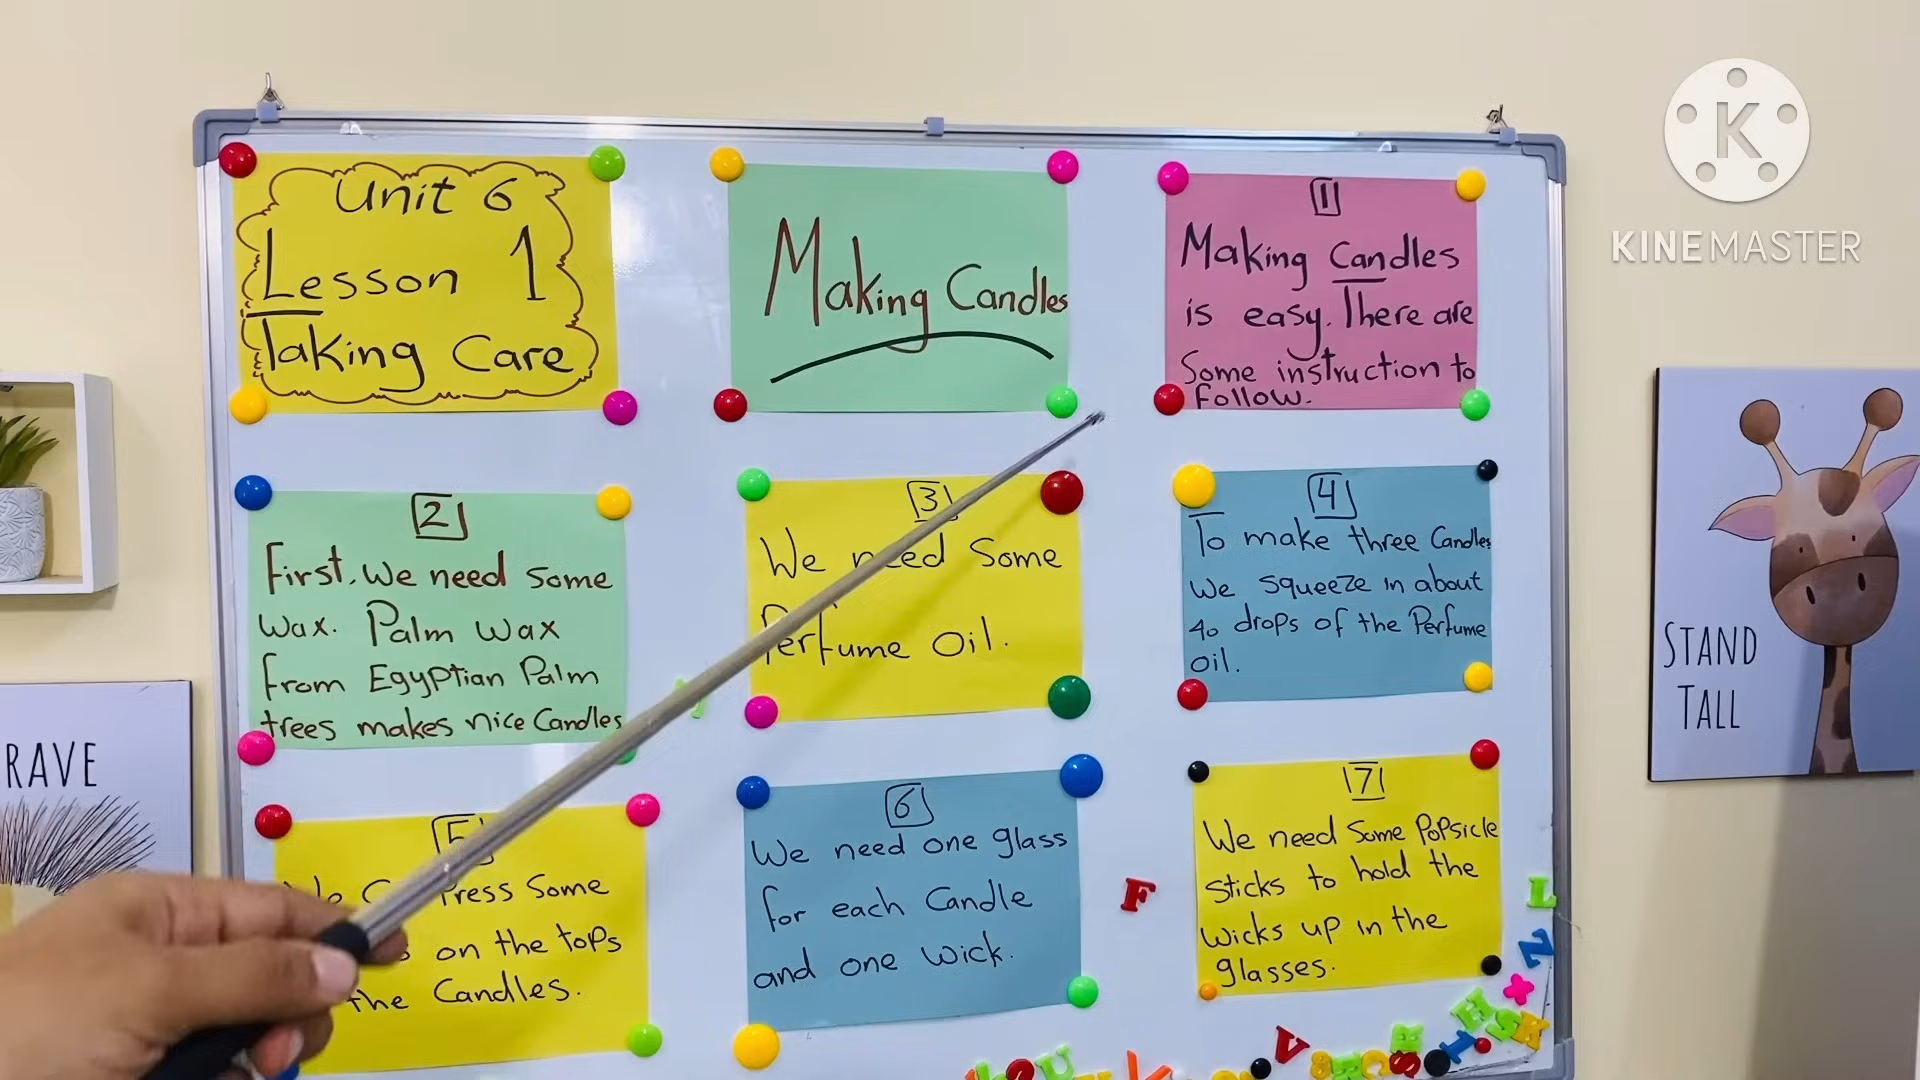 Unit 6
Lesson 1
Taking Care
Making Candles
1
Making Candles
is easy. There are
Some instruction to
follow.
2
First, we need some
wax. Palm wax
from Egyptian Palm
trees makes nice Candles
3
We need Some
Perfume Oil.
4
To make three Candles
we squeeze in about
40 drops of the Perfume
oil.
5
Press Some
on the tops
the Candles.
6
We need one glass
for each Candle
and one wick.
7
We need Some Popsicle
sticks to hold the
wicks up in the
glasses.
K
KINEMASTER
STAND
TALL
RAVE
F
L
Z